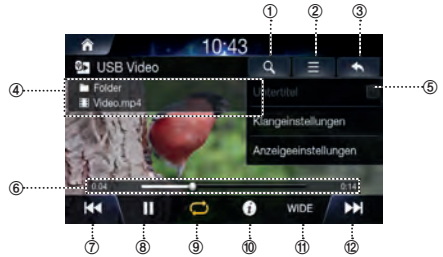 ① ② ③
10:43
USB Video
④ Folder
Video.mp4
Untertitel ⑤
Klangeinstellungen
Anzeigeeinstellungen
⑥ 0:04 0:14
WIDE
⑦ ⑧ ⑨ ⑩ ⑪ ⑫